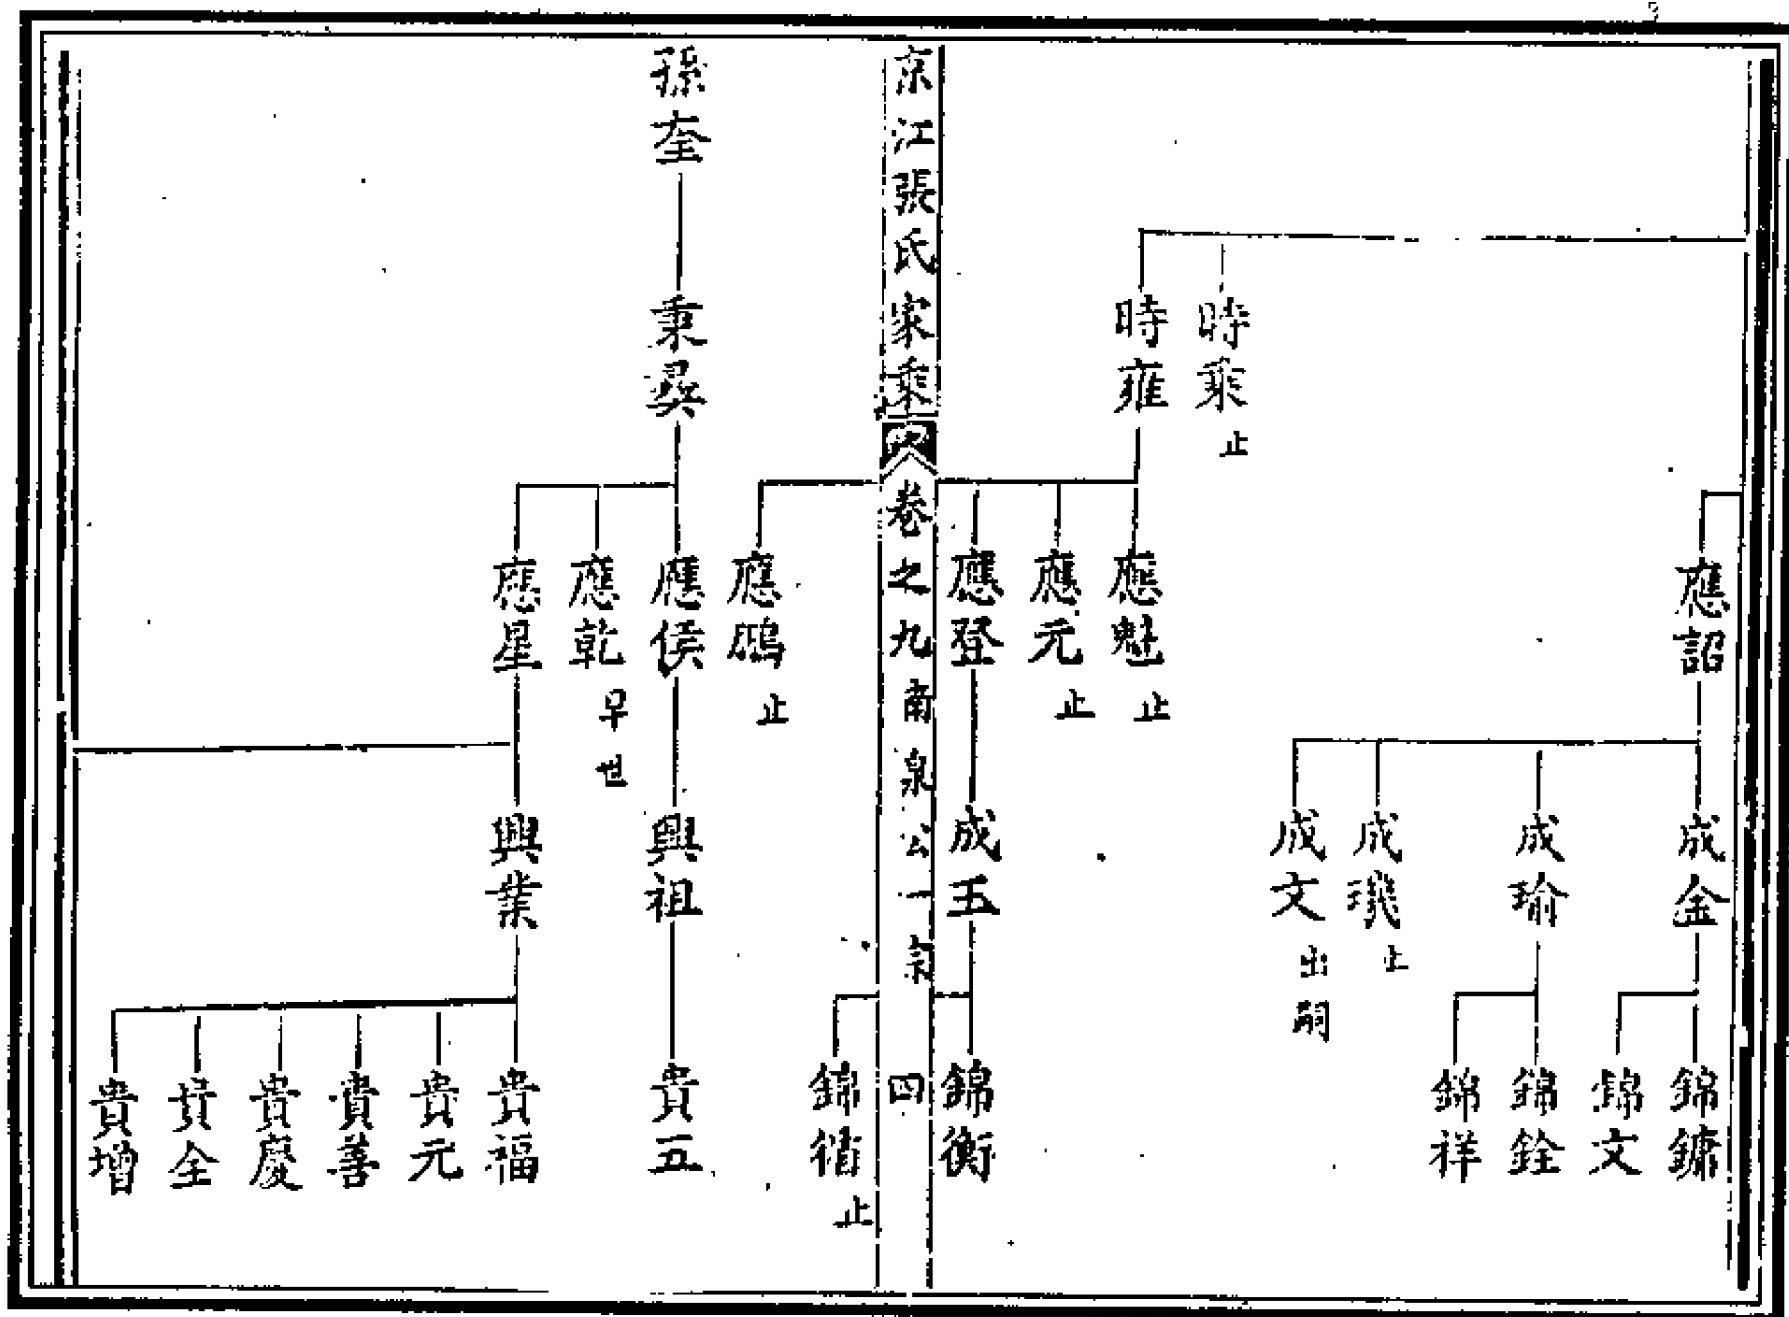 時乘 止
時雍
應詔
應魁 止
應元 止
應登
成金
成瑜
成璣 止
成文 出嗣
成玉
錦鏞
錦文
錦銓
錦祥
錦衡
京江張氏家乘 卷之九南泉公一房 四
錦循 止
應鵬 止
孫奎
秉吳
應侯
應乾 早世
應星
興祖
興業
貴五
貴福
貴元
貴善
貴慶
貴全
貴增